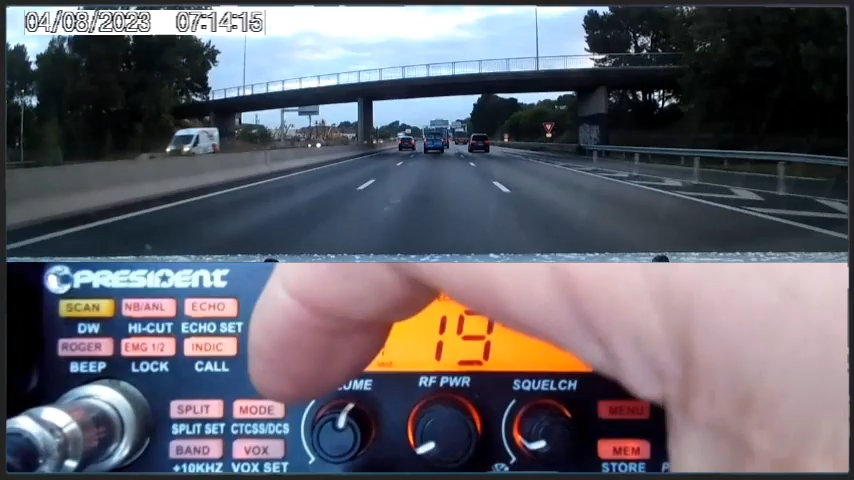 04/08/2023 07:14:15
PRESIDENT
SCAN NB/ANL ECHO
DW HI-CUT ECHO SET
ROGER EMG 1/2 INDIC
BEEP LOCK CALL
19
RF PWR SQUELCH
SPLIT MODE MENU
SPLIT SET CTCSS/DCS
BAND VOX MEM
+10KHZ VOX SET STORE